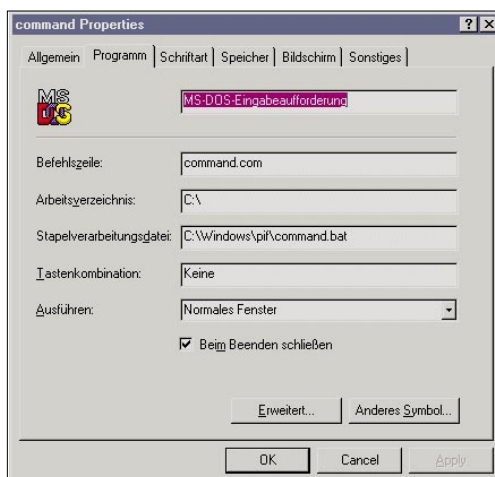 command Properties
Allgemein Programm Schriftart Speicher Bildschirm Sonstiges
MS
DOS
MS-DOS-Eingabeaufforderung
Befehlszeile: command.com
Arbeitsverzeichnis: C:\
Stapelverarbeitungsdatei: C:\Windows\pif\command.bat
Tastenkombination: Keine
Ausführen: Normales Fenster
Beim Beenden schließen
Erweitert... Anderes Symbol...
OK Cancel Apply